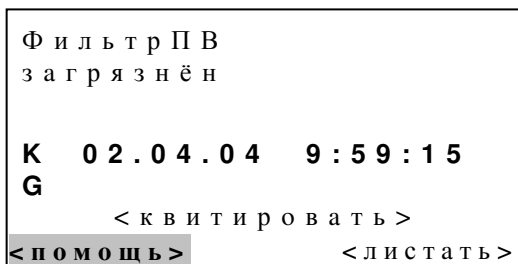 ФильтрПВ
загрязнён
K 02.04.04 9:59:15
G
<квитировать>
<помощь> <листать>